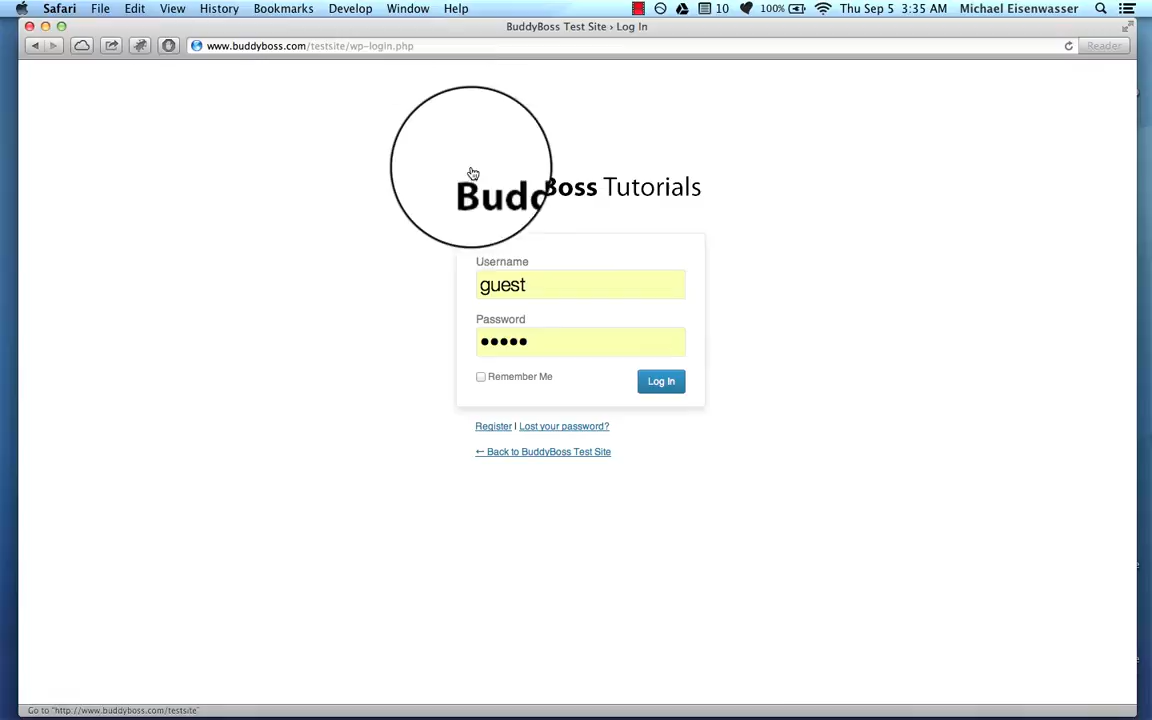 Safari File Edit View History Bookmarks Develop Window Help 10 100% Thu Sep 5 3:35 AM Michael Eisenwasser
BuddyBoss Test Site › Log In
www.buddyboss.com/testsite/wp-login.php Reader
Budd Boss Tutorials
Username
guest
Password
Remember Me Log In
Register | Lost your password?
← Back to BuddyBoss Test Site
Go to "http://www.buddyboss.com/testsite"